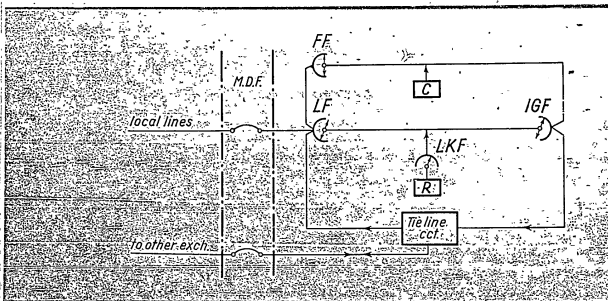 FF
M.D.F.
C
LF
IGF
local lines
LKF
R
Tie line
cct.
to other exch.